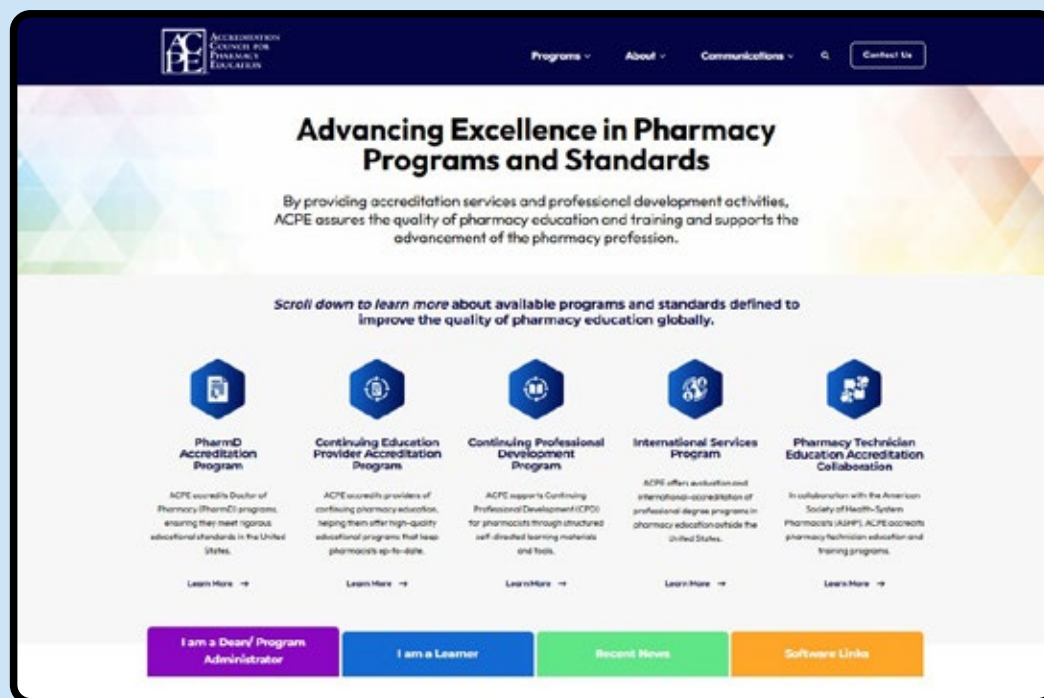 ACPE
Accreditation
Council for
Pharmacy
Education
Programs
About
Communications
Contact Us
Advancing Excellence in Pharmacy
Programs and Standards
By providing accreditation services and professional development activities,
ACPE assures the quality of pharmacy education and training and supports the
advancement of the pharmacy profession.
Scroll down to learn more about available programs and standards defined to
improve the quality of pharmacy education globally.
PharmD
Accreditation
Program
ACPE accredits Doctor of
Pharmacy (PharmD) programs,
ensuring they meet rigorous
educational standards in the United
States.
Learn More →
Continuing Education
Provider Accreditation
Program
ACPE accredits providers of
continuing pharmacy education,
helping them offer high-quality
educational programs that keep
pharmacists up-to-date.
Learn More →
Continuing Professional
Development
Program
ACPE supports Continuing
Professional Development (CPD)
for pharmacists through structured
self-directed learning materials
and tools.
Learn More →
International Services
Program
ACPE offers evaluation and
international-accreditation of
professional degree programs in
pharmacy education outside the
United States.
Learn More →
Pharmacy Technician
Education Accreditation
Collaboration
In collaboration with the American
Society of Health-System
Pharmacists (ASHP), ACPE accredits
pharmacy technician education and
training programs.
Learn More →
I am a Dean/ Program
Administrator
I am a Learner
Recent News
Software Links